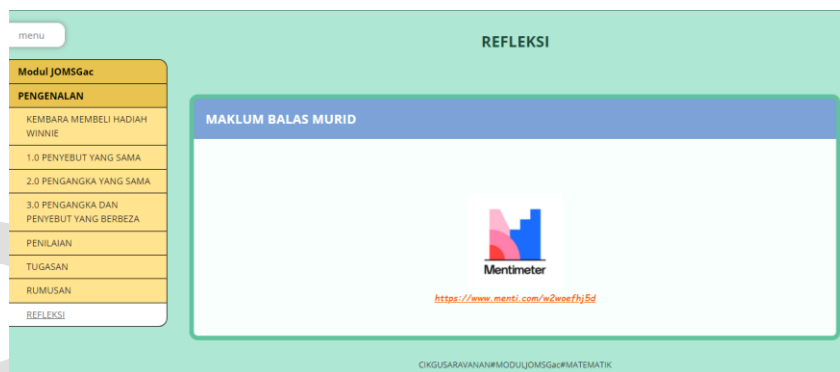 menu
REFLEKSI
Modul JOMSGac
PENGENALAN
KEMBARA MEMBELI HADIAH
WINNIE
1.0 PENYEBUT YANG SAMA
2.0 PENGANGKA YANG SAMA
3.0 PENGANGKA DAN
PENYEBUT YANG BERBEZA
PENILAIAN
TUGASAN
RUMUSAN
REFLEKSI
MAKLUM BALAS MURID
Mentimeter
https://www.menti.com/w2woefhj5d
CIKGUSARAVANAN#MODULJOMSGac#MATEMATIK